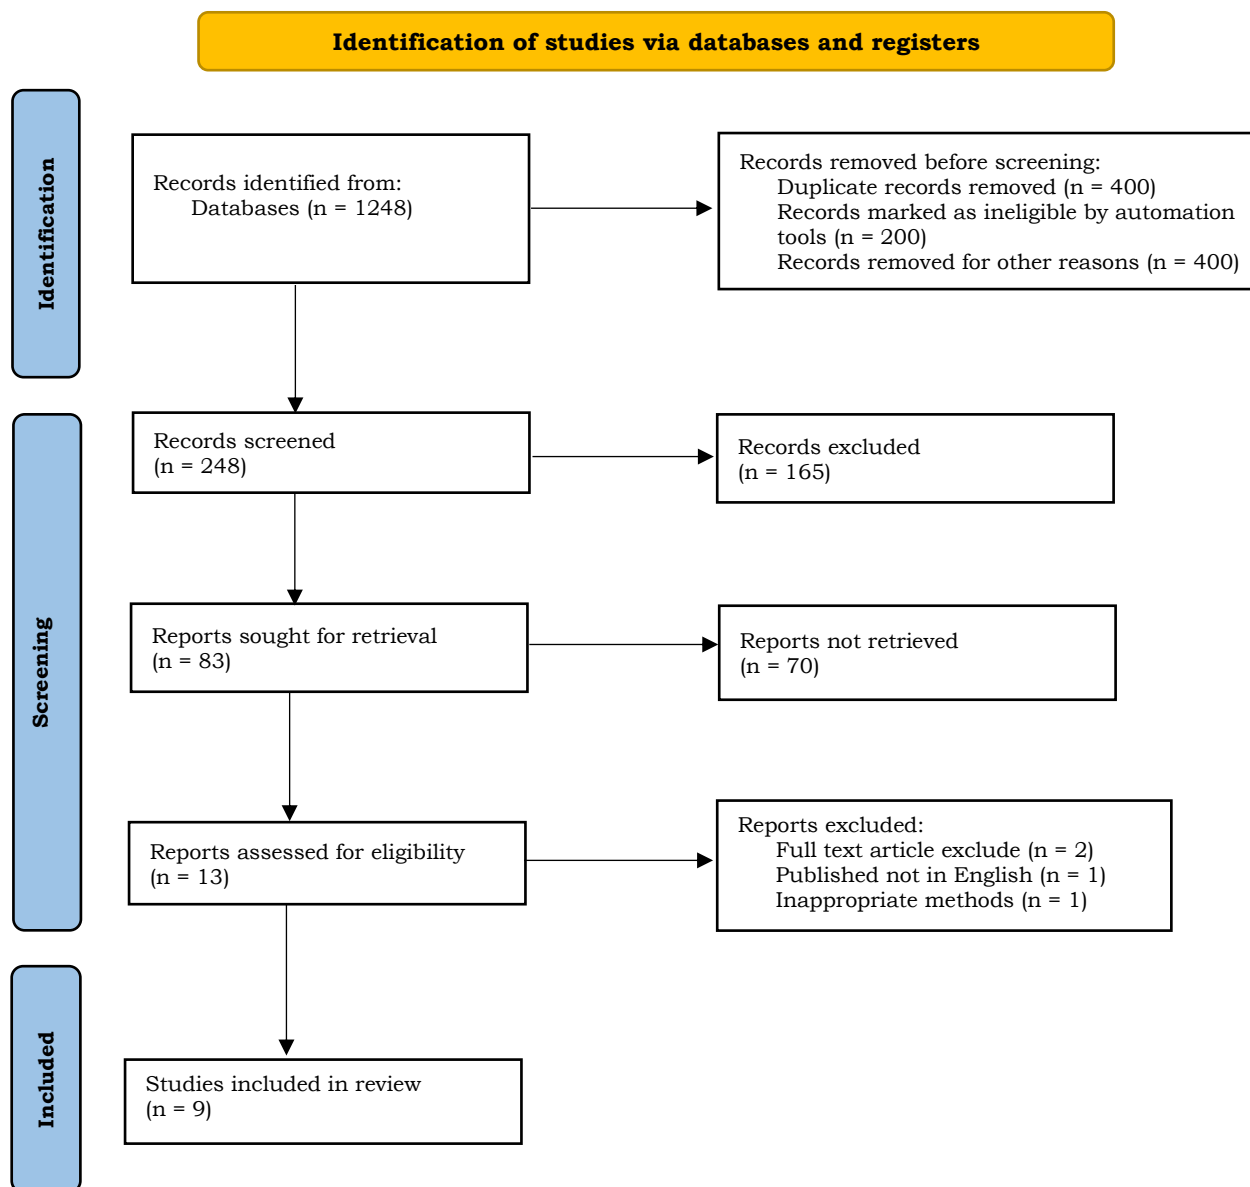 Identification of studies via databases and registers
Identification
Records identified from:
Databases (n = 1248)
Records removed before screening:
Duplicate records removed (n = 400)
Records marked as ineligible by automation
tools (n = 200)
Records removed for other reasons (n = 400)
Screening
Records screened
(n = 248)
Records excluded
(n = 165)
Reports sought for retrieval
(n = 83)
Reports not retrieved
(n = 70)
Reports assessed for eligibility
(n = 13)
Reports excluded:
Full text article exclude (n = 2)
Published not in English (n = 1)
Inappropriate methods (n = 1)
Included
Studies included in review
(n = 9)